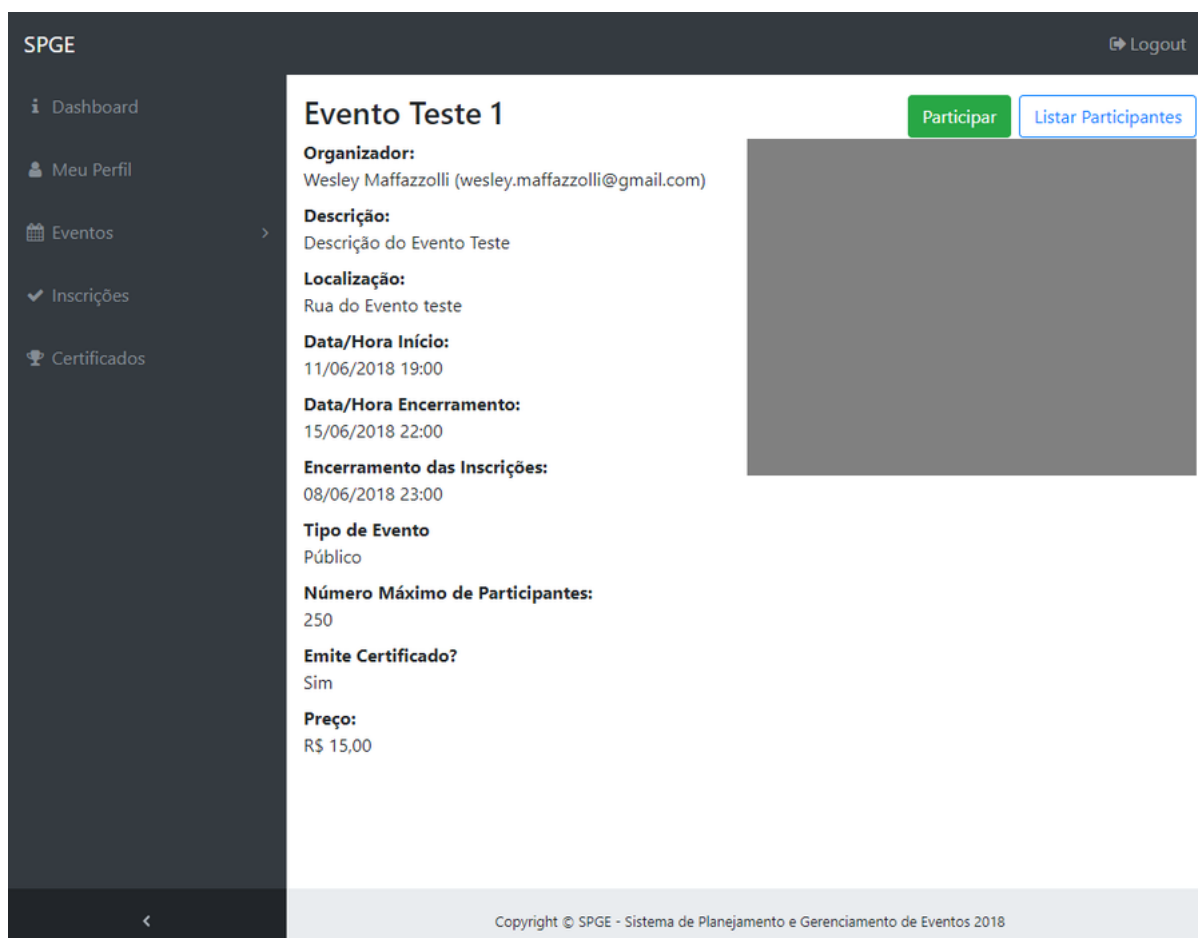 SPGE
Logout
Dashboard
Meu Perfil
Eventos
Inscrições
Certificados
Evento Teste 1
Participar
Listar Participantes
Organizador:
Wesley Maffazzolli (wesley.maffazzolli@gmail.com)
Descrição:
Descrição do Evento Teste
Localização:
Rua do Evento teste
Data/Hora Início:
11/06/2018 19:00
Data/Hora Encerramento:
15/06/2018 22:00
Encerramento das Inscrições:
08/06/2018 23:00
Tipo de Evento
Público
Número Máximo de Participantes:
250
Emite Certificado?
Sim
Preço:
R$ 15,00
Copyright © SPGE - Sistema de Planejamento e Gerenciamento de Eventos 2018